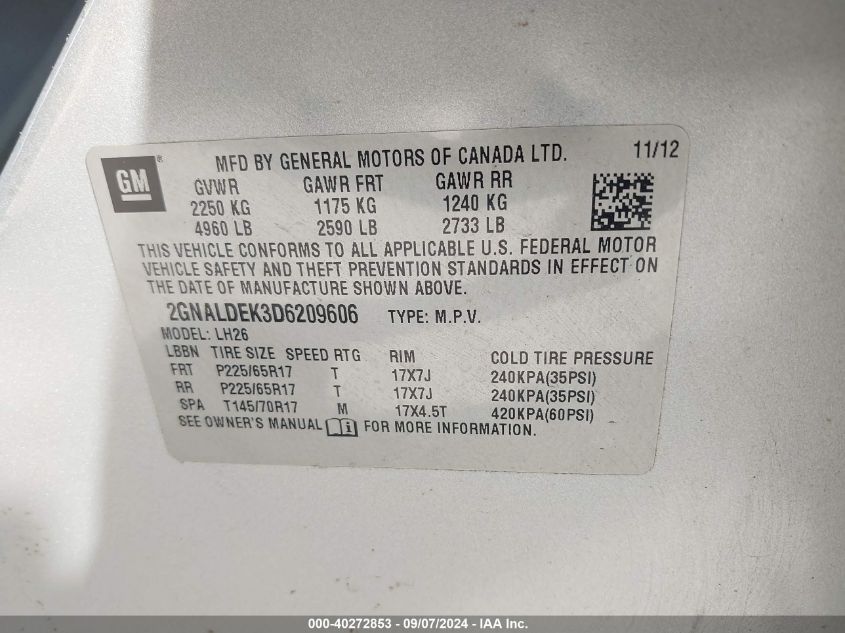 GM ® MFD BY GENERAL MOTORS OF CANADA LTD. 11/12
GVWR GAWR FRT GAWR RR
2250 KG 1175 KG 1240 KG
4960 LB 2590 LB 2733 LB
THIS VEHICLE CONFORMS TO ALL APPLICABLE U.S. FEDERAL MOTOR
VEHICLE SAFETY AND THEFT PREVENTION STANDARDS IN EFFECT ON
THE DATE OF MANUFACTURE SHOWN ABOVE.
2GNALDEK3D6209606 TYPE: M.P.V.
MODEL: LH26
LBBN TIRE SIZE SPEED RTG RIM COLD TIRE PRESSURE
FRT P225/65R17 T 17X7J 240KPA(35PSI)
RR P225/65R17 T 17X7J 240KPA(35PSI)
SPA T145/70R17 M 17X4.5T 420KPA(60PSI)
SEE OWNER'S MANUAL i FOR MORE INFORMATION.
000-40272853 - 09/07/2024 - IAA Inc.